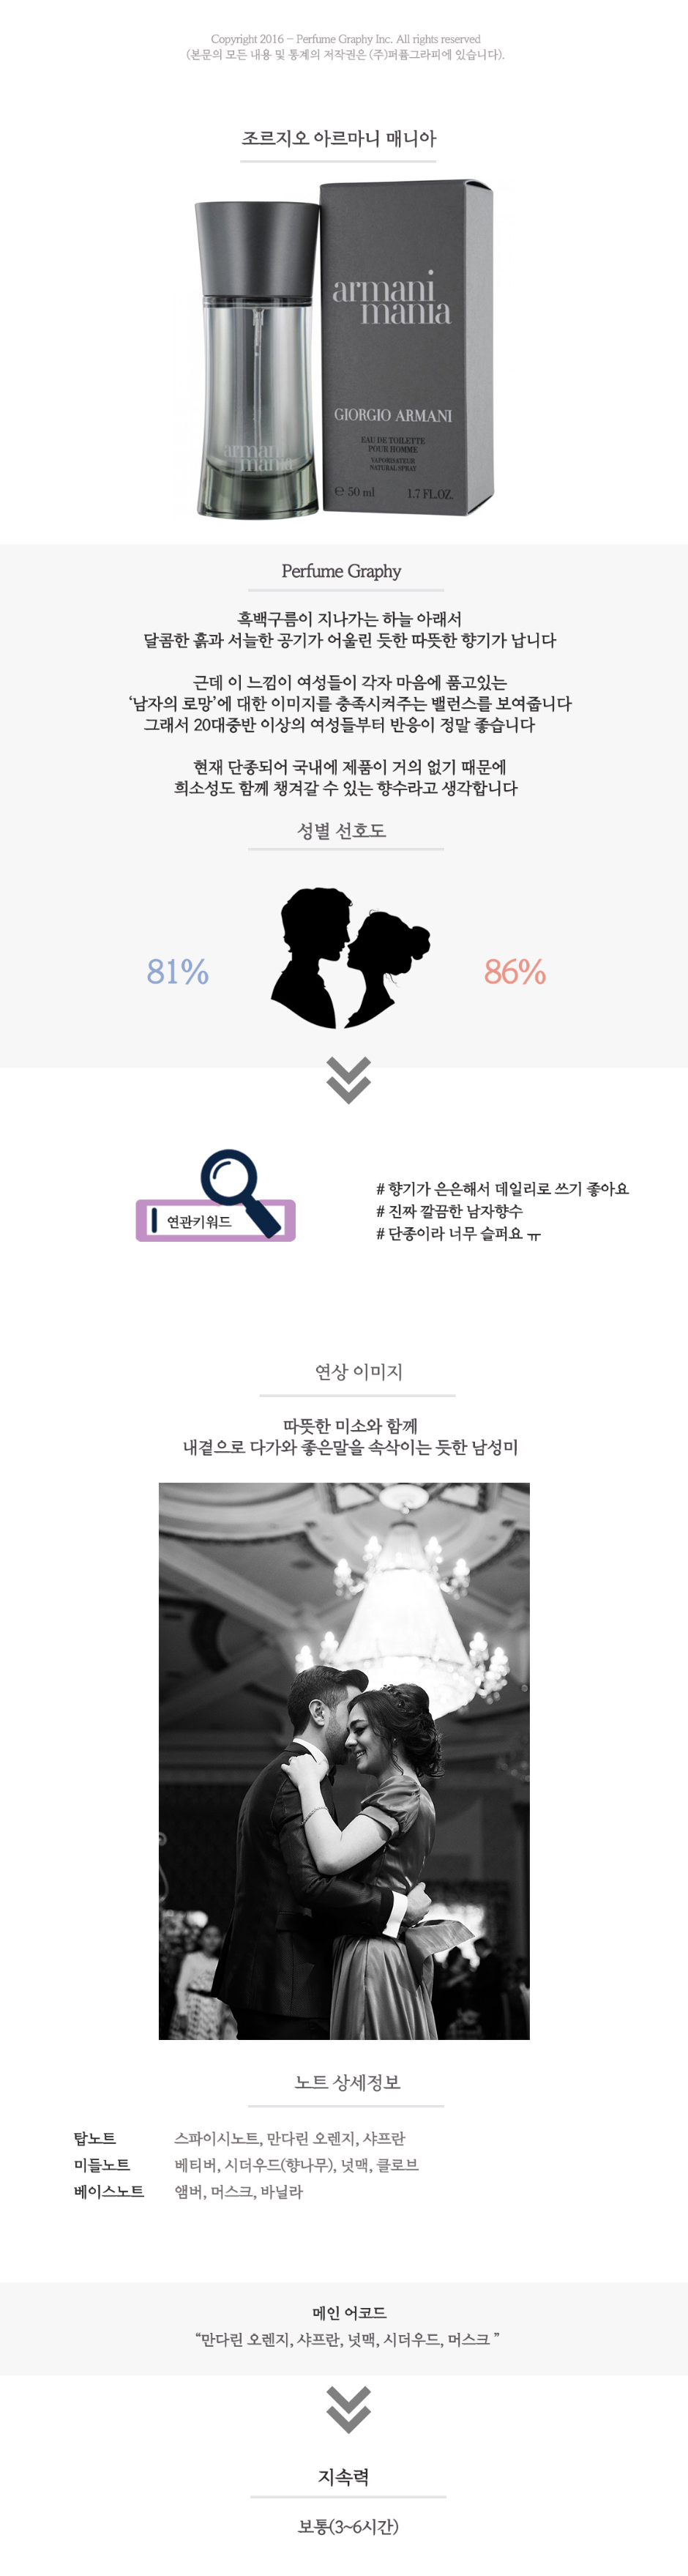 Copyright 2016 - Perfume Graphy Inc. All rights reserved
(본문의 모든 내용 및 통계의 저작권은 (주)퍼퓸그라피에 있습니다).
조르지오 아르마니 매니아
armani
mania
GIORGIO ARMANI
EAU DE TOILETTE
POUR HOMME
VAPORISATEUR
NATURAL SPRAY
℮ 50 ml 1.7 FL.OZ.
armani
mania
Perfume Graphy
흑백구름이 지나가는 하늘 아래서
달콤한 흙과 서늘한 공기가 어울린 듯한 따뜻한 향기가 납니다
근데 이 느낌이 여성들이 각자 마음에 품고있는
‘남자의 로망’에 대한 이미지를 충족시켜주는 밸런스를 보여줍니다
그래서 20대중반 이상의 여성들부터 반응이 정말 좋습니다
현재 단종되어 국내에 제품이 거의 없기 때문에
희소성도 함께 챙겨갈 수 있는 향수라고 생각합니다
성별 선호도
81%
86%
연관키워드
# 향기가 은은해서 데일리로 쓰기 좋아요
# 진짜 깔끔한 남자향수
# 단종이라 너무 슬퍼요 ㅠ
연상 이미지
따뜻한 미소와 함께
내곁으로 다가와 좋은말을 속삭이는 듯한 남성미
노트 상세정보
탑노트 스파이시노트, 만다린 오렌지, 샤프란
미들노트 베티버, 시더우드(향나무), 넛맥, 클로브
베이스노트 앰버, 머스크, 바닐라
메인 어코드
“만다린 오렌지, 샤프란, 넛맥, 시더우드, 머스크 ”
지속력
보통(3~6시간)